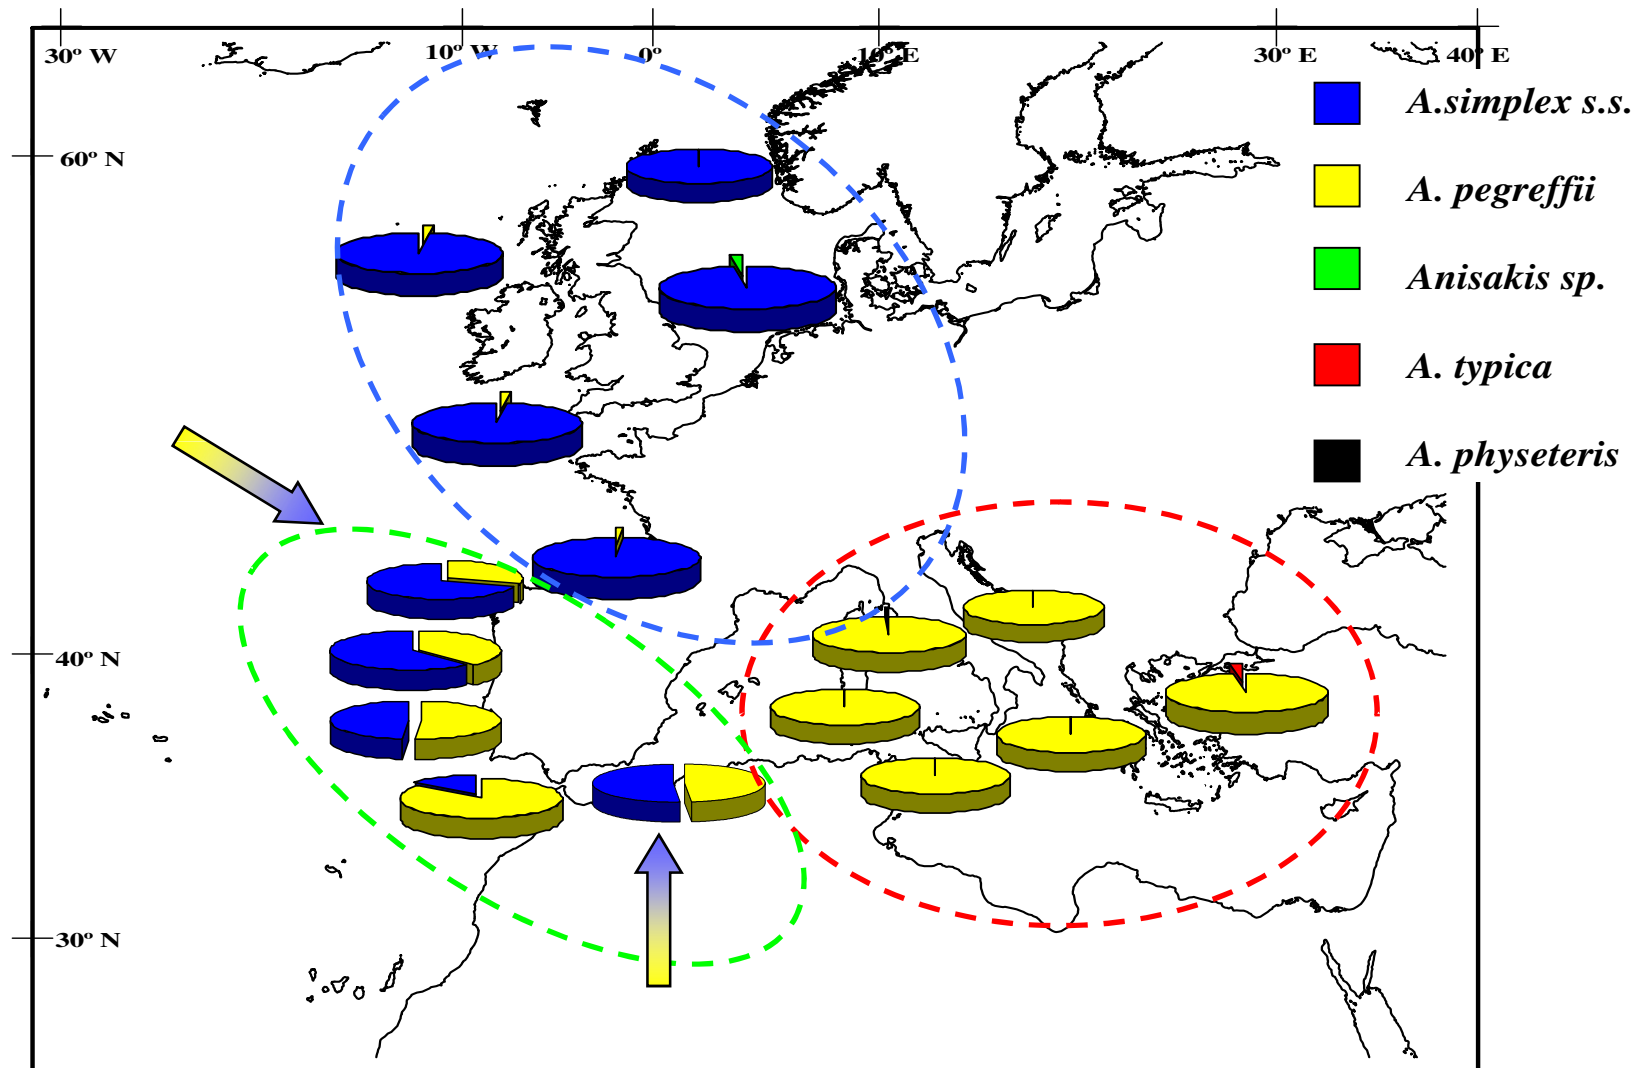 30º W
10º W
0º
10º E
30º E
40º E
A.simplex s.s.
60º N
A. pegreffii
Anisakis sp.
A. typica
A. physeteris
40º N
30º N